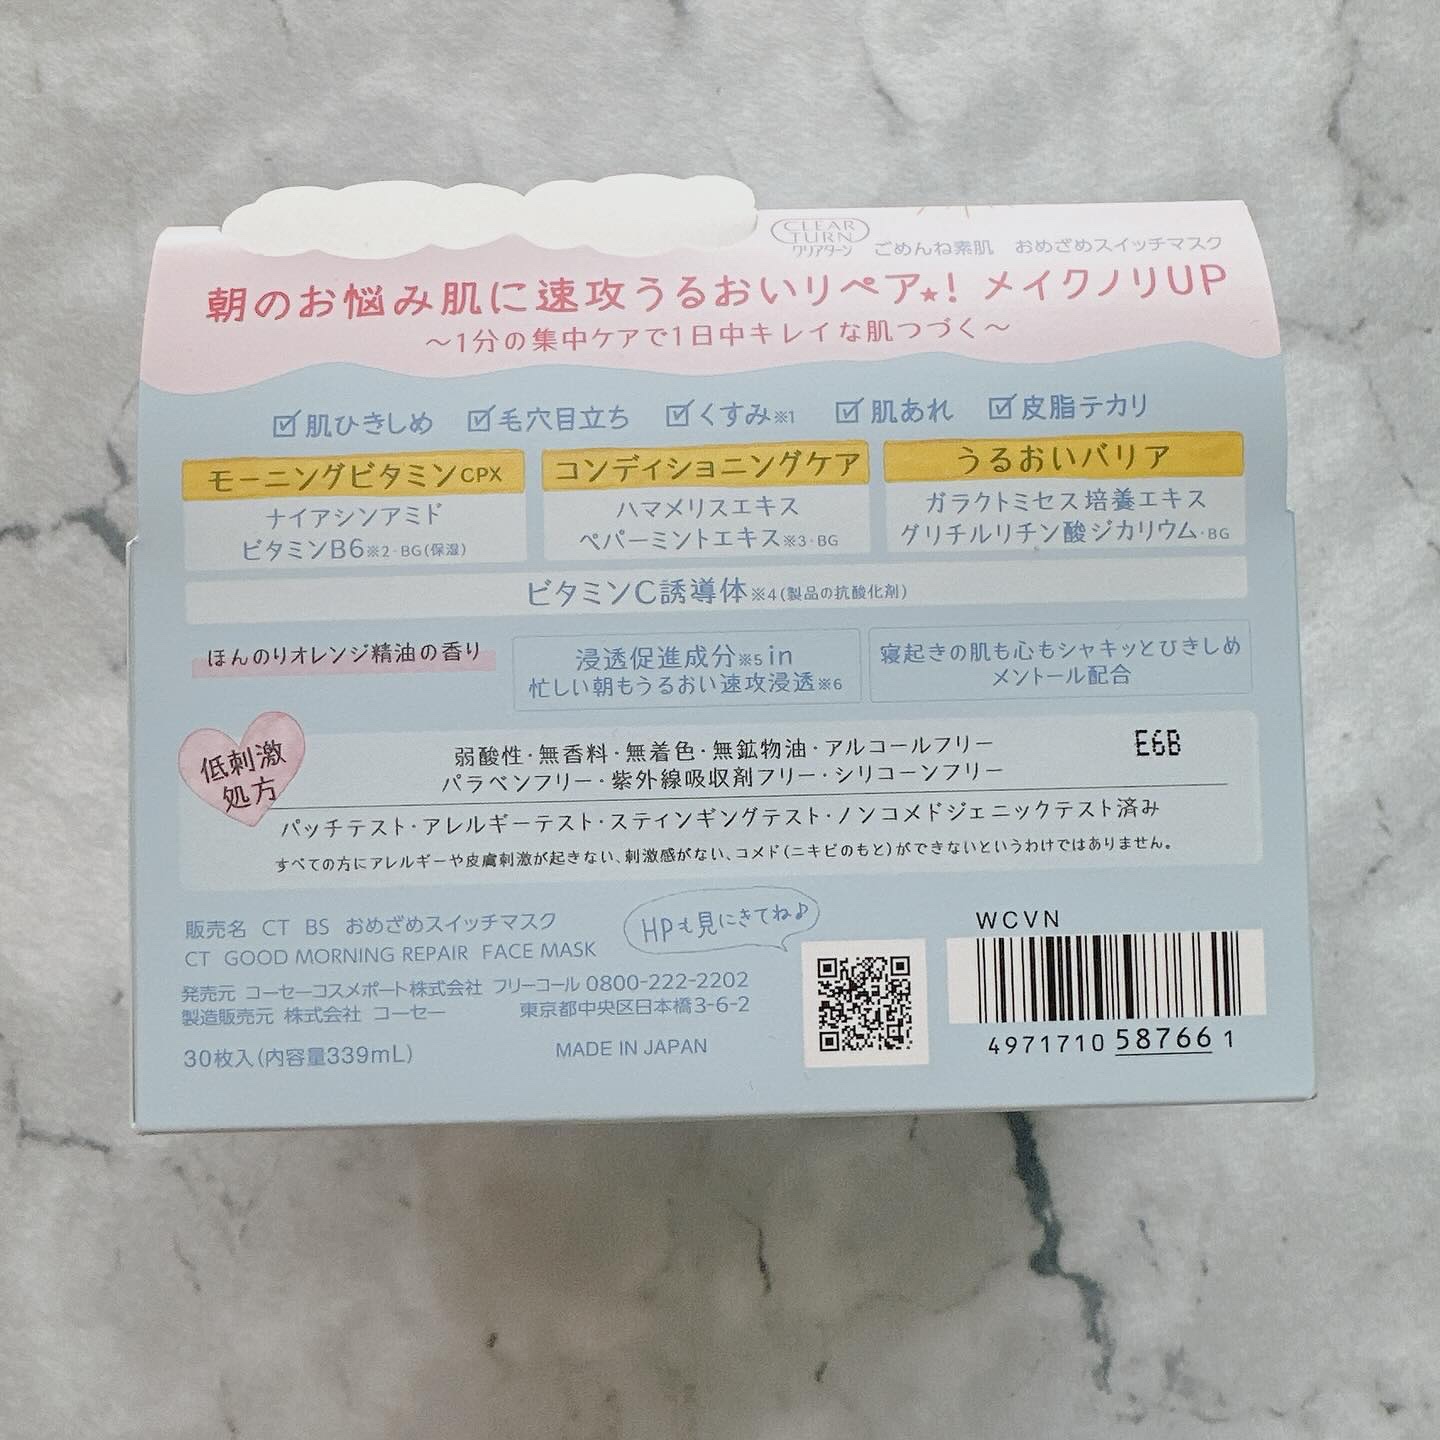 CLEAR
TURN
クリアターン
ごめんね素肌 おめざめスイッチマスク
朝のお悩み肌に速攻うるおいリペア★! メイクノリUP
～1分の集中ケアで1日中キレイな肌つづく～
☑肌ひきしめ ☑毛穴目立ち ☑くすみ※1 ☑肌あれ ☑皮脂テカリ
モーニングビタミンCPX
ナイアシンアミド
ビタミンB6※2・BG(保湿)
コンディショニングケア
ハマメリスエキス
ペパーミントエキス※3・BG
うるおいバリア
ガラクトミセス培養エキス
グリチルリチン酸ジカリウム・BG
ビタミンC誘導体※4(製品の抗酸化剤)
ほんのりオレンジ精油の香り
浸透促進成分※5 in
忙しい朝もうるおい速攻浸透※6
寝起きの肌も心もシャキッとひきしめ
メントール配合
低刺激
処方
弱酸性・無香料・無着色・無鉱物油・アルコールフリー
パラベンフリー・紫外線吸収剤フリー・シリコーンフリー
E6B
パッチテスト・アレルギーテスト・スティンギングテスト・ノンコメドジェニックテスト済み
すべての方にアレルギーや皮膚刺激が起きない、刺激感がない、コメド(ニキビのもと)ができないというわけではありません。
販売名 CT BS おめざめスイッチマスク
CT GOOD MORNING REPAIR FACE MASK
発売元 コーセーコスメポート株式会社 フリーコール 0800-222-2202
製造販売元 株式会社 コーセー 東京都中央区日本橋3-6-2
30枚入(内容量339mL) MADE IN JAPAN
HPも見にきてね♪
WCVN
4971710 58766 1